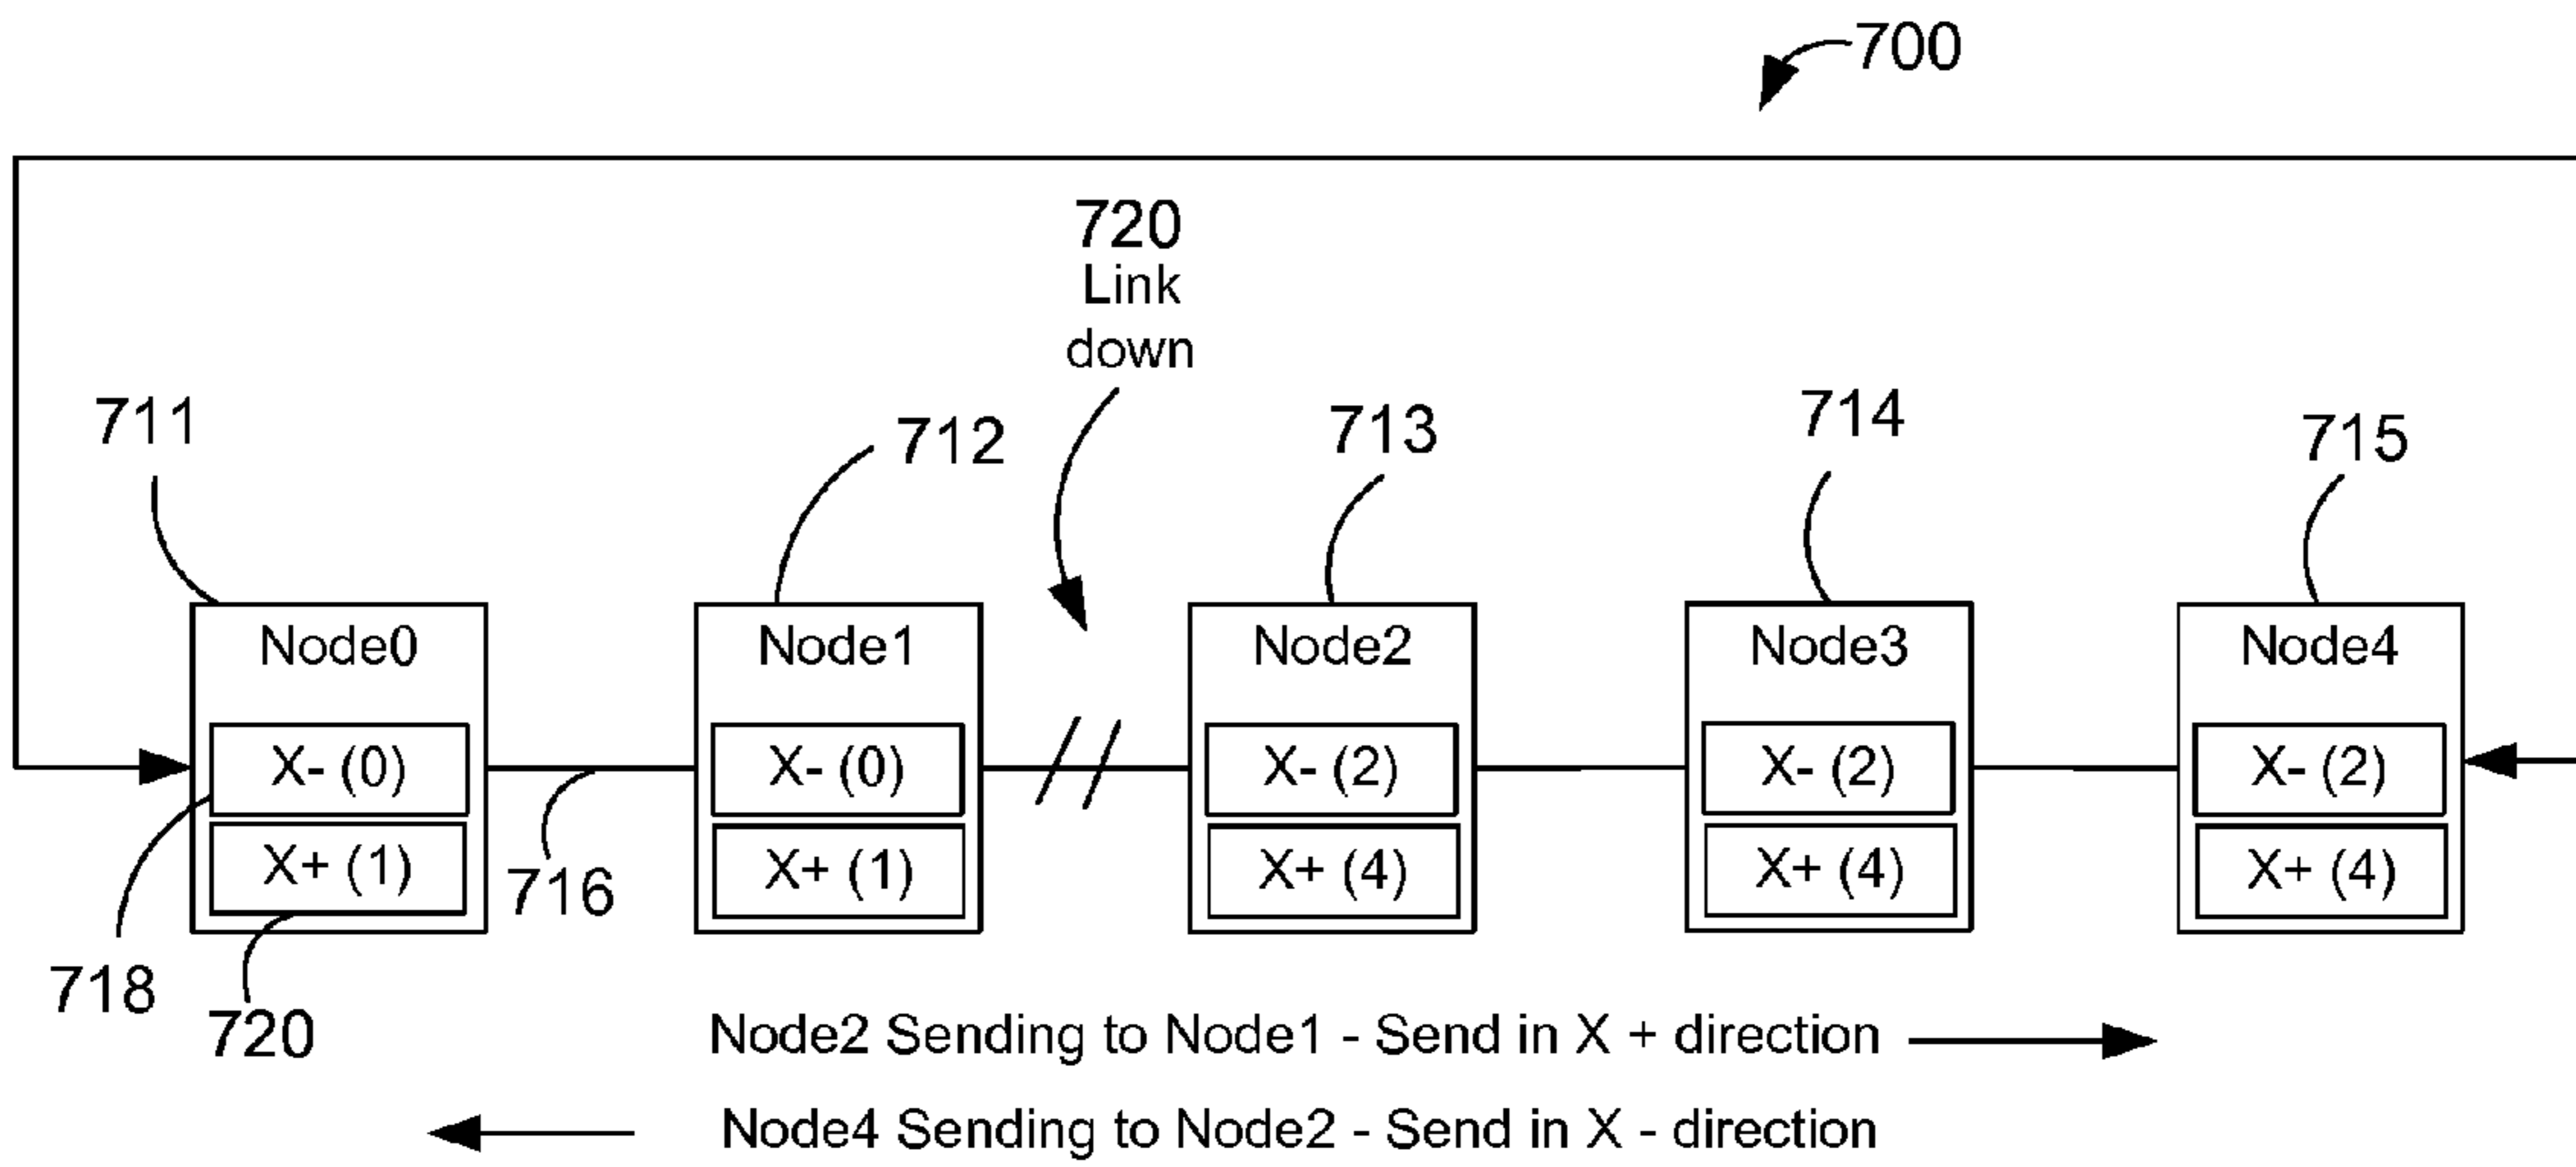 700
720
Link
down
711
712
713
714
715
Node0
Node1
Node2
Node3
Node4
X- (0)
X- (0)
X- (2)
X- (2)
X- (2)
X+ (1)
X+ (1)
X+ (4)
X+ (4)
X+ (4)
716
718
720
Node2 Sending to Node1 - Send in X + direction
Node4 Sending to Node2 - Send in X - direction